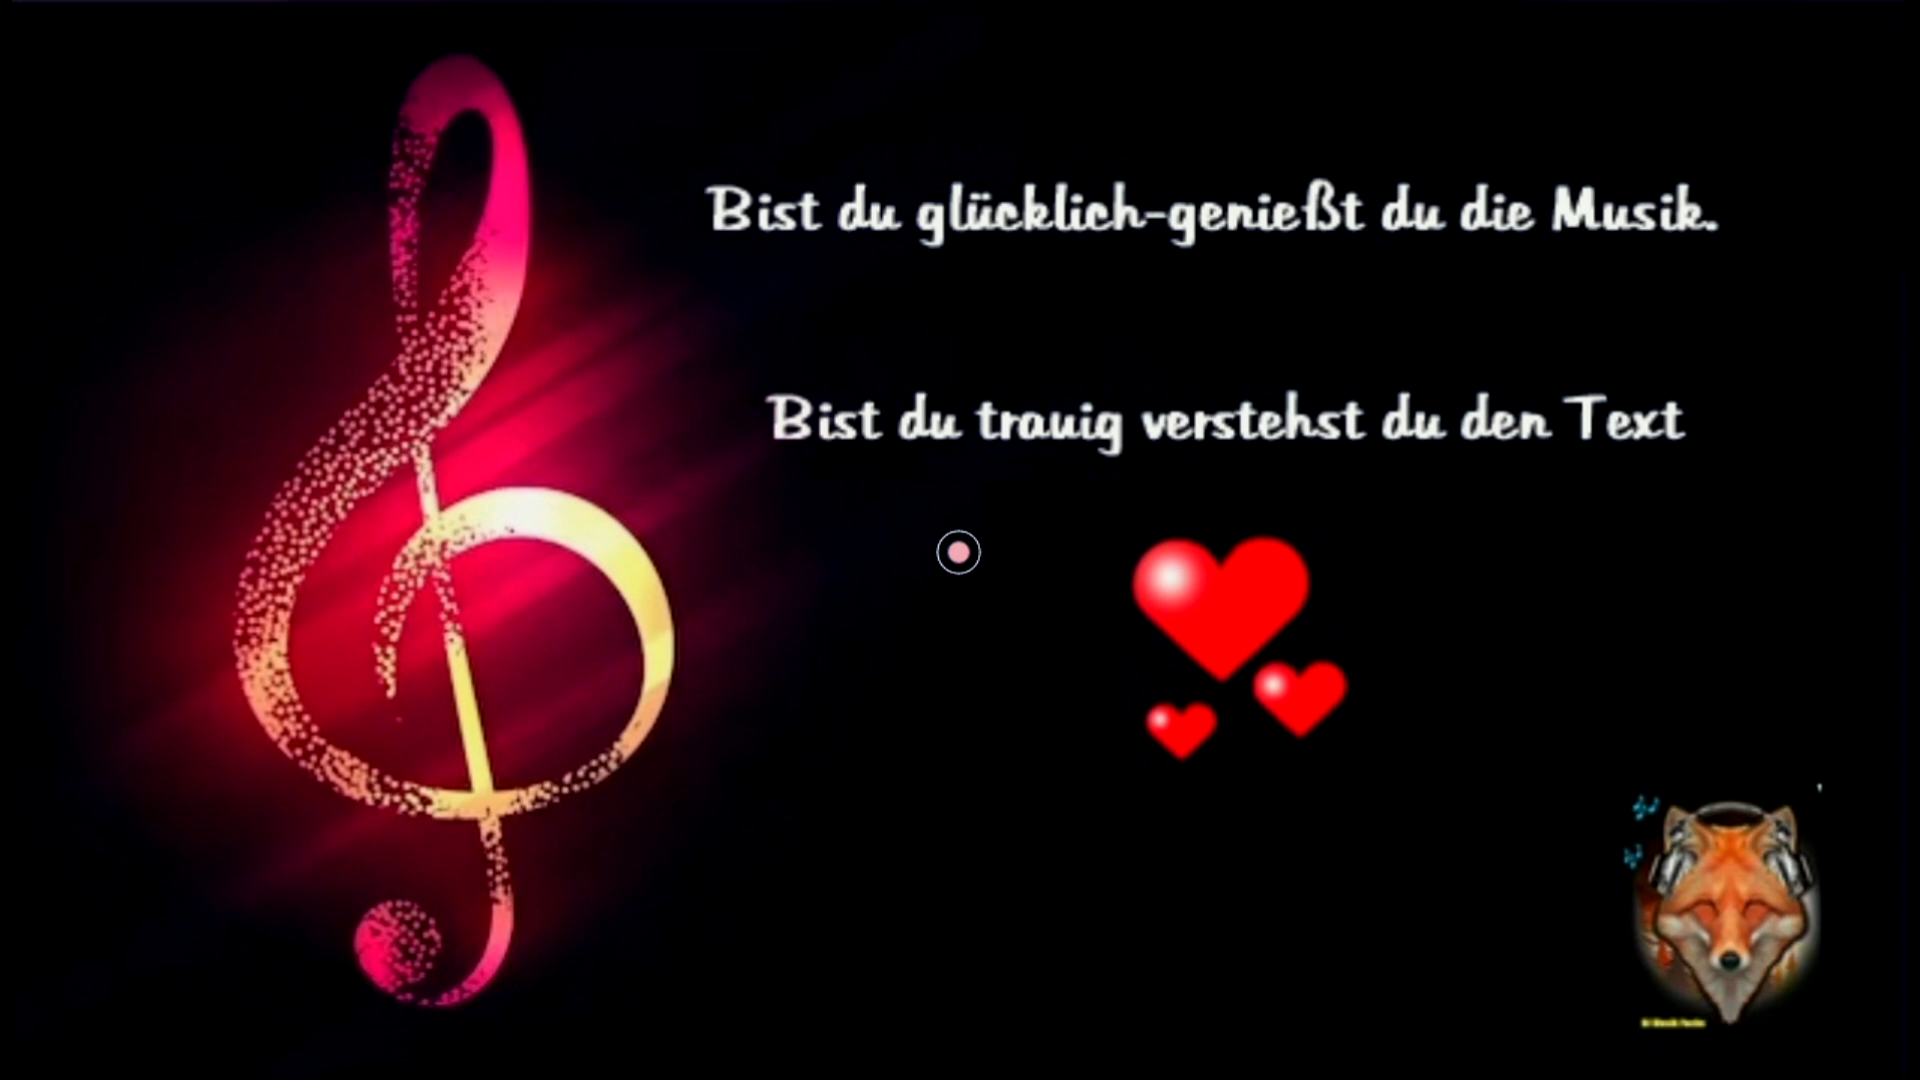 Bist du glücklich-genießt du die Musik.
Bist du trauig verstehst du den Text